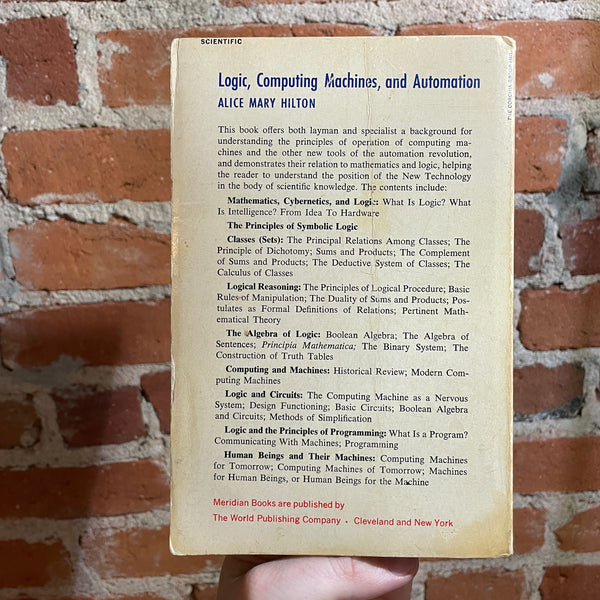 SCIENTIFIC
Logic, Computing Machines, and Automation
ALICE MARY HILTON
This book offers both layman and specialist a background for
understanding the principles of operation of computing ma-
chines and the other new tools of the automation revolution,
and demonstrates their relation to mathematics and logic, helping
the reader to understand the position of the New Technology
in the body of scientific knowledge. The contents include:
Mathematics, Cybernetics, and Logic: What Is Logic? What
Is Intelligence? From Idea To Hardware
The Principles of Symbolic Logic
Classes (Sets): The Principal Relations Among Classes; The
Principle of Dichotomy; Sums and Products; The Complement
of Sums and Products; The Deductive System of Classes; The
Calculus of Classes
Logical Reasoning: The Principles of Logical Procedure; Basic
Rules of Manipulation; The Duality of Sums and Products; Pos-
tulates as Formal Definitions of Relations; Pertinent Math-
ematical Theory
The Algebra of Logic: Boolean Algebra; The Algebra of
Sentences; Principia Mathematica; The Binary System; The
Construction of Truth Tables
Computing and Machines: Historical Review; Modern Com-
puting Machines
Logic and Circuits: The Computing Machine as a Nervous
System; Design Functioning; Basic Circuits; Boolean Algebra
and Circuits; Methods of Simplification
Logic and the Principles of Programming: What Is a Program?
Communicating With Machines; Programming
Human Beings and Their Machines: Computing Machines
for Tomorrow; Computing Machines of Tomorrow; Machines
for Human Beings, or Human Beings for the Machine
Meridian Books are published by
The World Publishing Company · Cleveland and New York